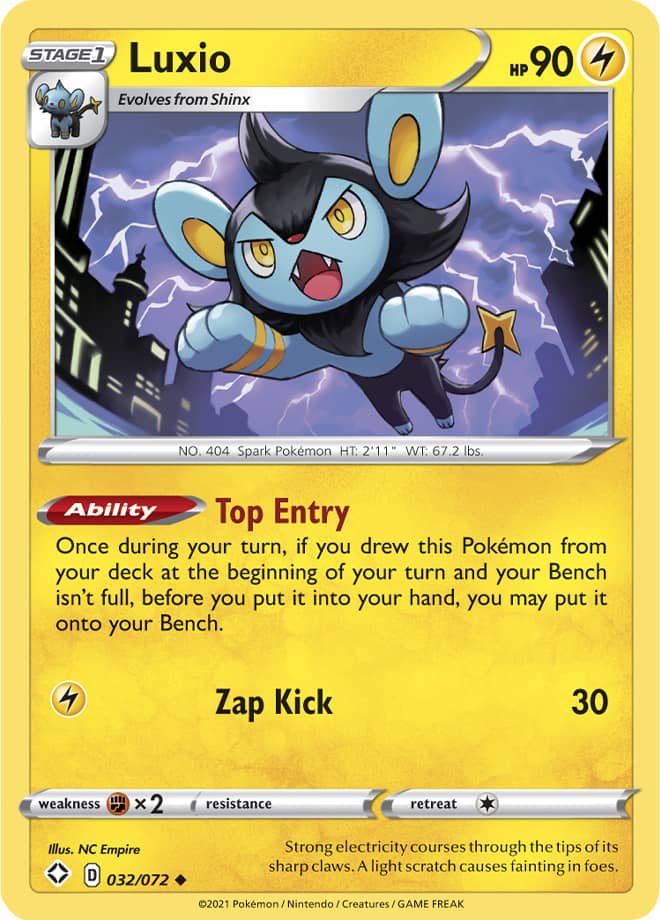 STAGE 1
Luxio
HP 90
Evolves from Shinx
NO. 404 Spark Pokémon HT: 2'11" WT: 67.2 lbs.
Ability Top Entry
Once during your turn, if you drew this Pokémon from
your deck at the beginning of your turn and your Bench
isn't full, before you put it into your hand, you may put it
onto your Bench.
Zap Kick 30
weakness ×2 resistance retreat
Illus. NC Empire
Strong electricity courses through the tips of its
sharp claws. A light scratch causes fainting in foes.
D 032/072
©2021 Pokémon / Nintendo / Creatures / GAME FREAK